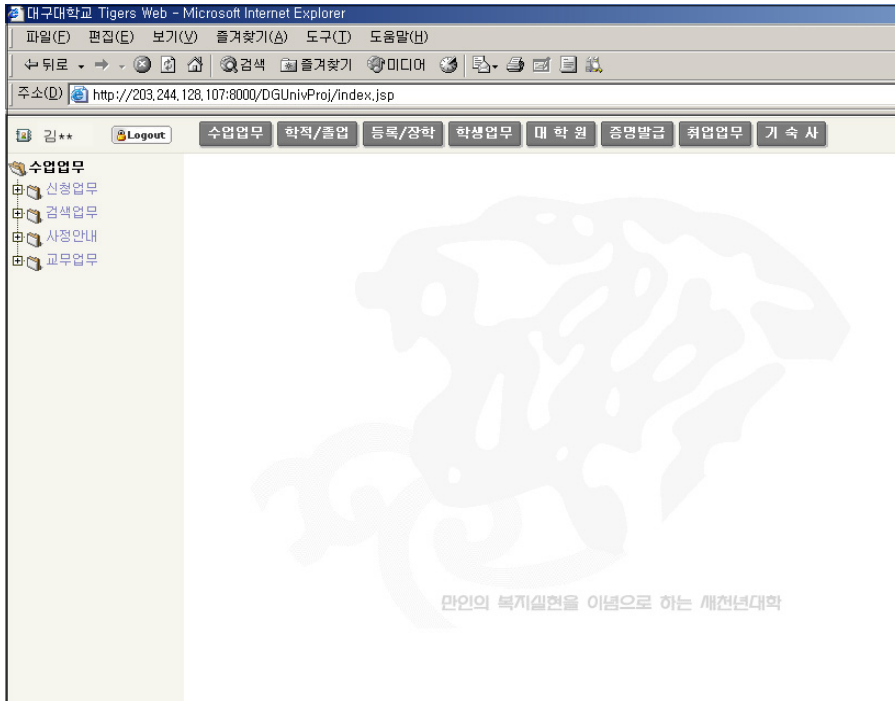 대구대학교 Tigers Web - Microsoft Internet Explorer
파일(F) 편집(E) 보기(V) 즐겨찾기(A) 도구(T) 도움말(H)
뒤로 검색 즐겨찾기 미디어
주소(D) http://203,244,128,107:8000/DGUnivProj/index.jsp
김** Logout 수업업무 학적/졸업 등록/장학 학생업무 대 학 원 증명발급 취업업무 기 숙 사
수업업무
신청업무
검색업무
사정안내
교무업무
만인의 복지실현을 이념으로 하는 새천년대학